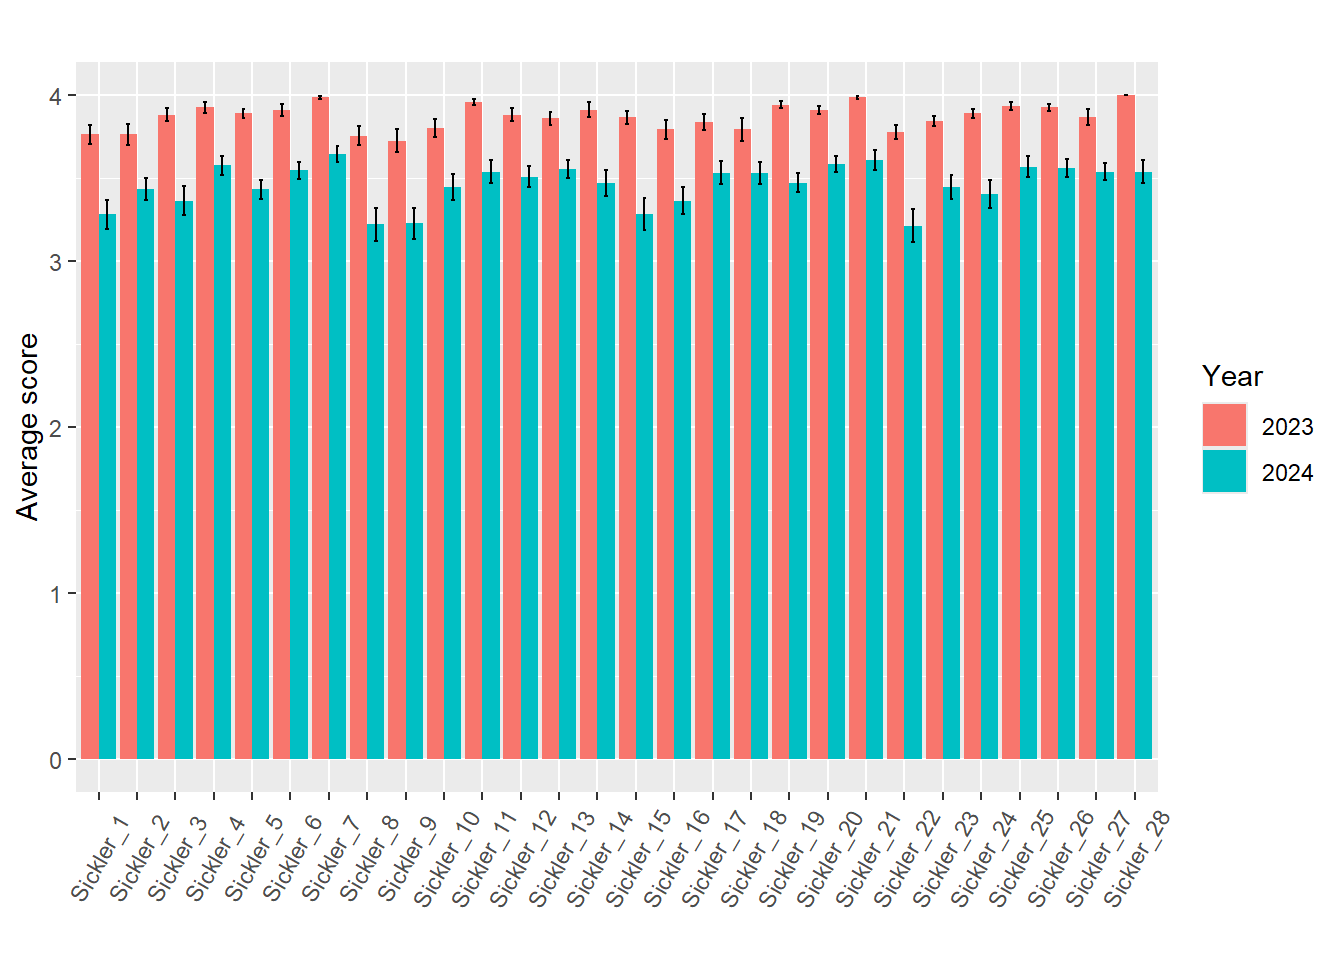 4
3
2
1
0
Average score
Sickler_1
Sickler_2
Sickler_3
Sickler_4
Sickler_5
Sickler_6
Sickler_7
Sickler_8
Sickler_9
Sickler_10
Sickler_11
Sickler_12
Sickler_13
Sickler_14
Sickler_15
Sickler_16
Sickler_17
Sickler_18
Sickler_19
Sickler_20
Sickler_21
Sickler_22
Sickler_23
Sickler_24
Sickler_25
Sickler_26
Sickler_27
Sickler_28
Year
2023
2024